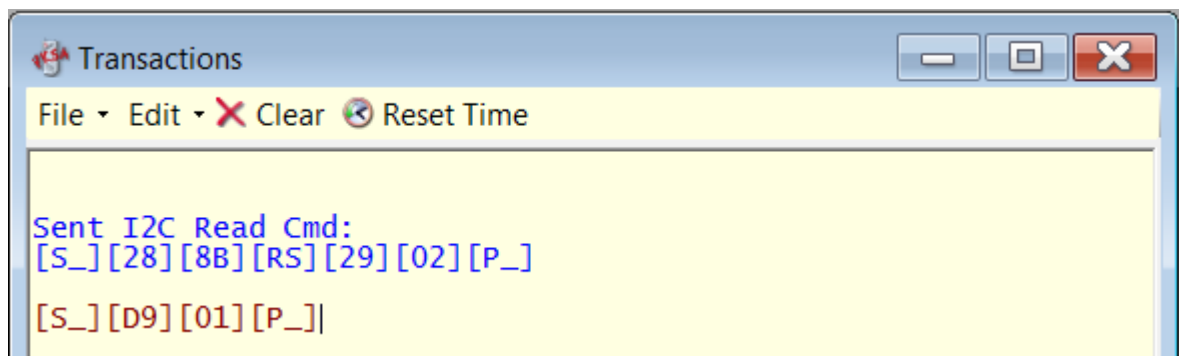 Transactions
File Edit Clear Reset Time
Sent I2C Read Cmd:
[S_][28][8B][RS][29][02][P_]
[S_][D9][01][P_]